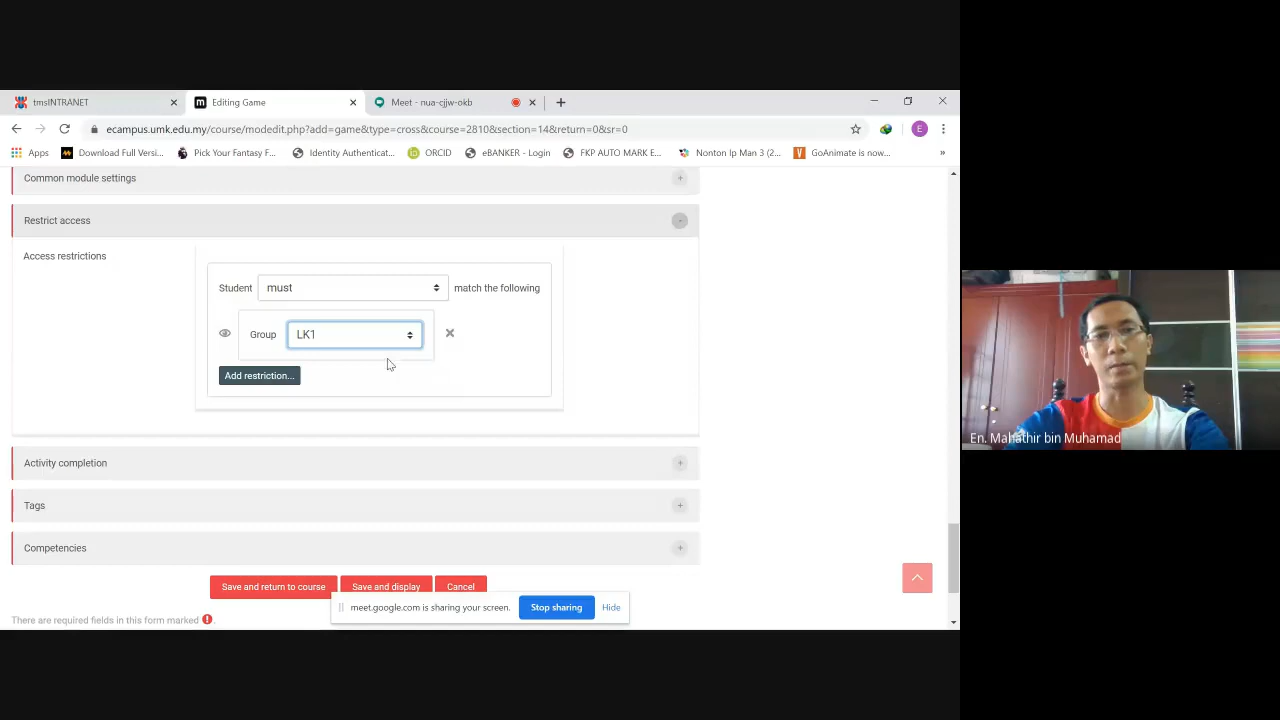 tmsINTRANET
Editing Game
Meet - nua-cjjw-okb
ecampus.umk.edu.my/course/modedit.php?add=game&type=cross&course=2810&section=14&return=0&sr=0
E
Apps
Download Full Versi...
Pick Your Fantasy F...
Identity Authenticat...
ORCID
eBANKER - Login
FKP AUTO MARK E...
Nonton Ip Man 3 (2...
GoAnimate is now...
»
Common module settings
Restrict access
Access restrictions
Student must match the following
Group LK1
Add restriction...
Activity completion
Tags
Competencies
Save and return to course
Save and display
Cancel
meet.google.com is sharing your screen.
Stop sharing
Hide
There are required fields in this form marked
En. Mahathir bin Muhamad